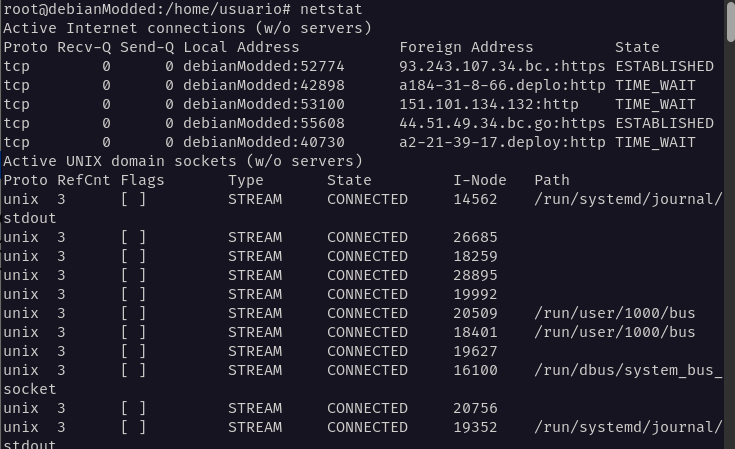 root@debianModded:/home/usuario# netstat
Active Internet connections (w/o servers)
Proto Recv-Q Send-Q Local Address           Foreign Address         State
tcp        0      0 debianModded:52774      93.243.107.34.bc.:https ESTABLISHED
tcp        0      0 debianModded:42898      a184-31-8-66.deplo:http TIME_WAIT
tcp        0      0 debianModded:53100      151.101.134.132:http    TIME_WAIT
tcp        0      0 debianModded:55608      44.51.49.34.bc.go:https ESTABLISHED
tcp        0      0 debianModded:40730      a2-21-39-17.deploy:http TIME_WAIT
Active UNIX domain sockets (w/o servers)
Proto RefCnt Flags       Type       State         I-Node   Path
unix  3      [ ]         STREAM     CONNECTED     14562    /run/systemd/journal/
stdout
unix  3      [ ]         STREAM     CONNECTED     26685
unix  3      [ ]         STREAM     CONNECTED     18259
unix  3      [ ]         STREAM     CONNECTED     28895
unix  3      [ ]         STREAM     CONNECTED     19992
unix  3      [ ]         STREAM     CONNECTED     20509    /run/user/1000/bus
unix  3      [ ]         STREAM     CONNECTED     18401    /run/user/1000/bus
unix  3      [ ]         STREAM     CONNECTED     19627
unix  3      [ ]         STREAM     CONNECTED     16100    /run/dbus/system_bus_
socket
unix  3      [ ]         STREAM     CONNECTED     20756
unix  3      [ ]         STREAM     CONNECTED     19352    /run/systemd/journal/
stdout